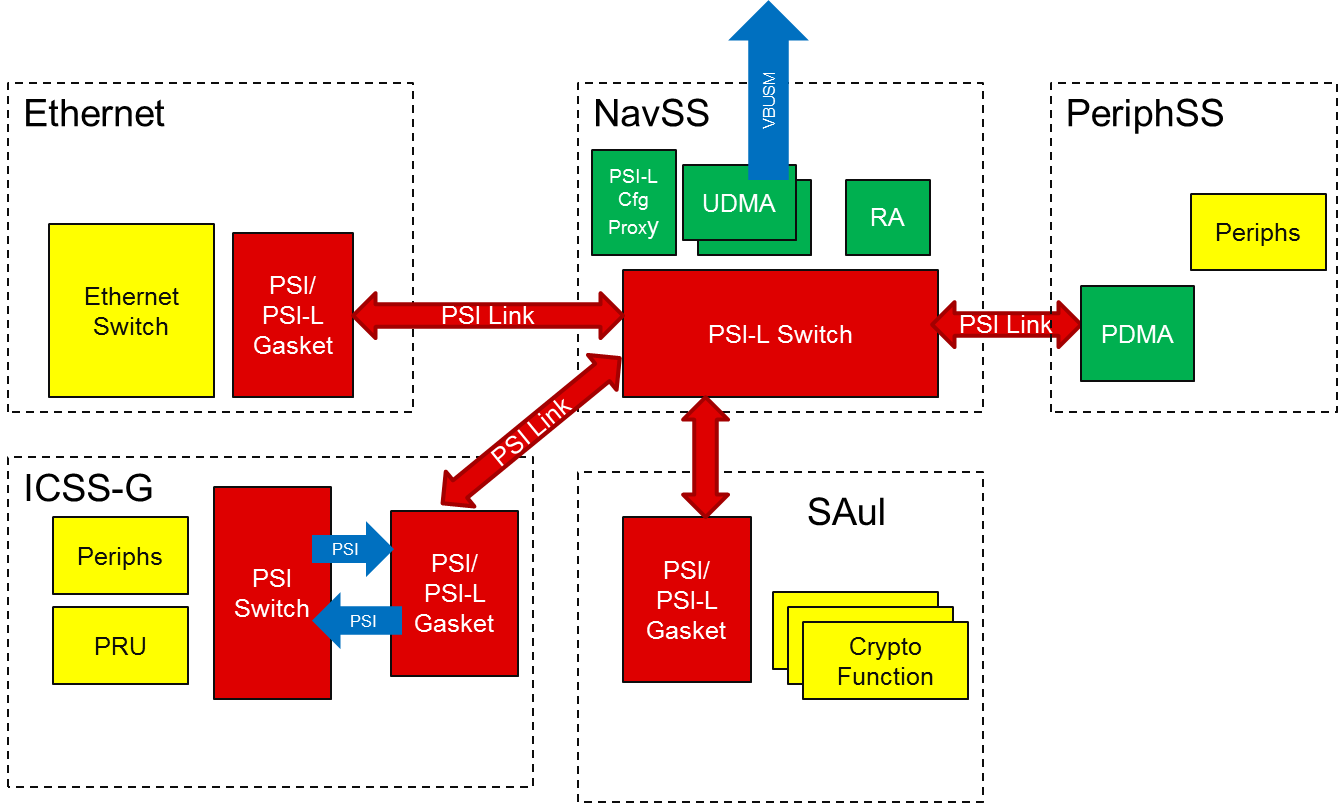 VBUSM
Ethernet
NavSS
PeriphSS
PSI-L
Cfg
Proxy
UDMA
RA
Periphs
Ethernet
Switch
PSI/
PSI-L
Gasket
PSI Link
PSI-L Switch
PSI Link
PDMA
PSI Link
ICSS-G
Periphs
PRU
PSI
Switch
PSI
PSI
PSI/
PSI-L
Gasket
SAul
PSI/
PSI-L
Gasket
Crypto
Function